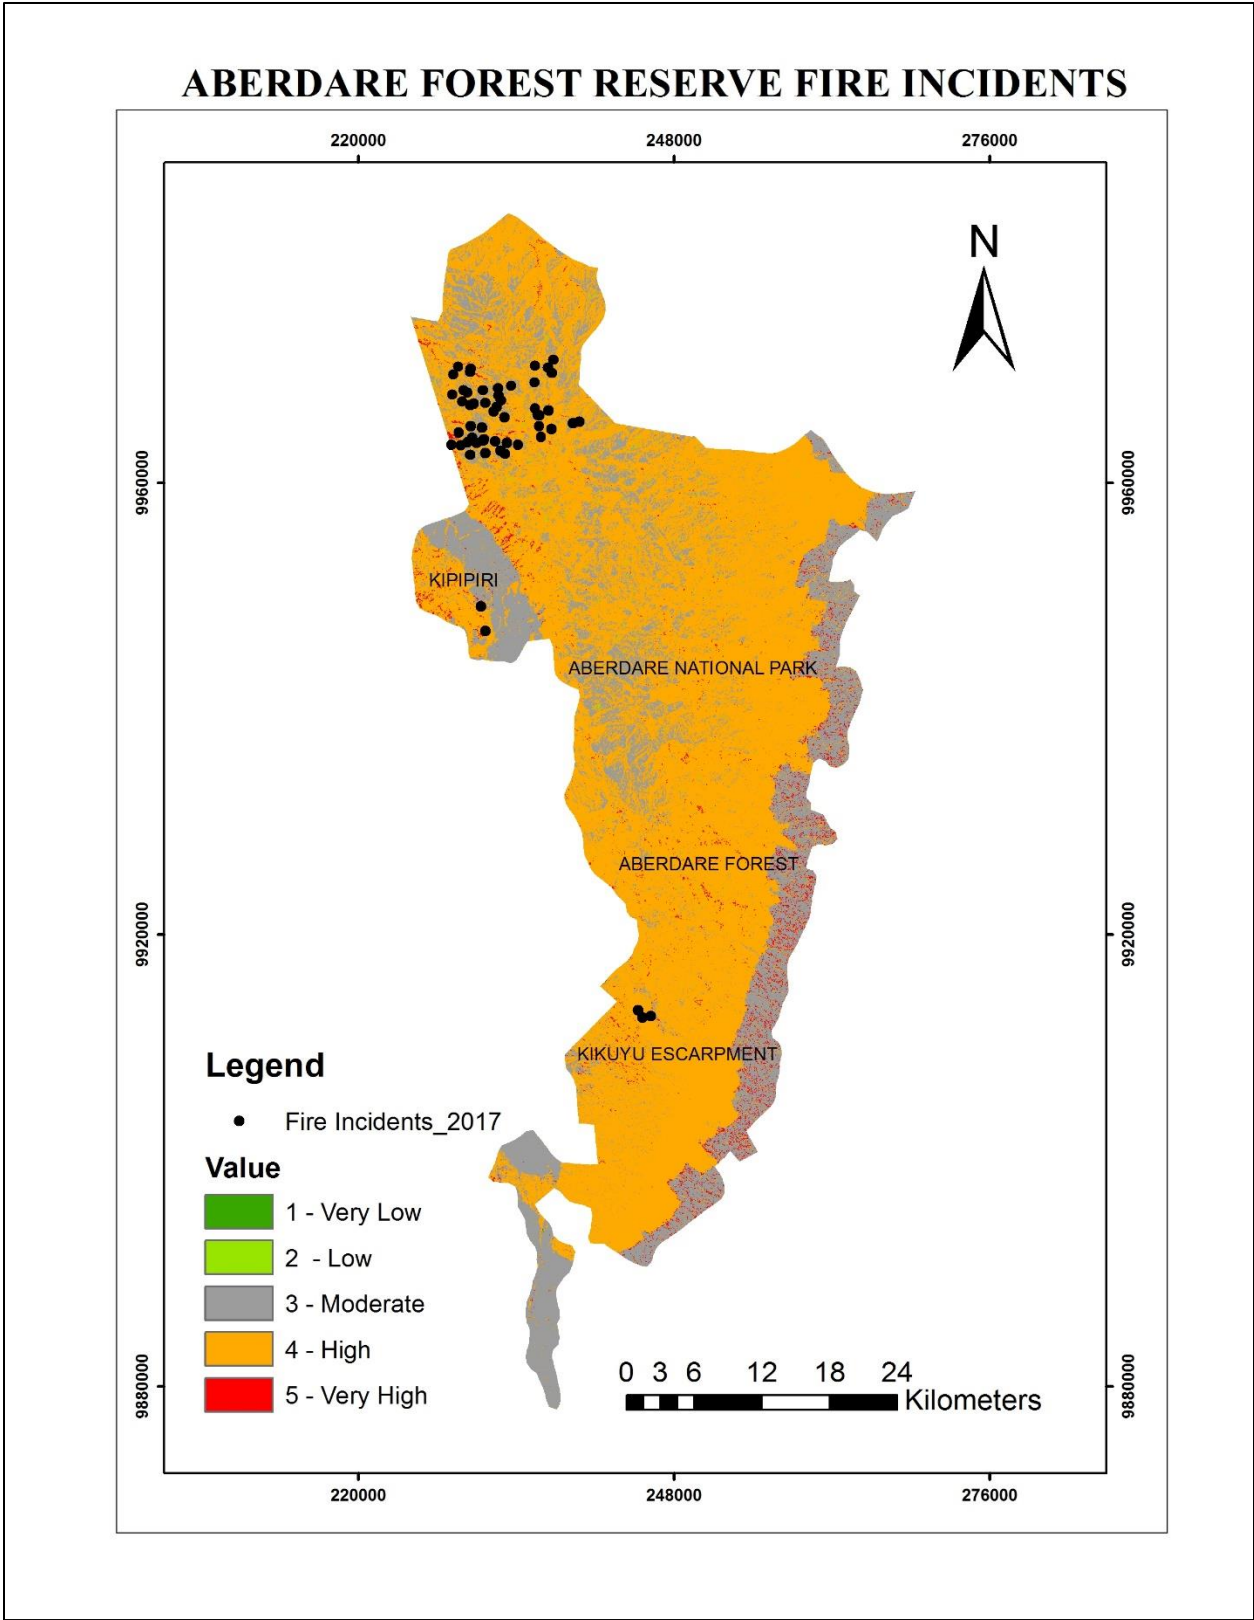 ABERDARE FOREST RESERVE FIRE INCIDENTS
220000 248000 276000
N
9960000 9960000
KIPIPIRI
ABERDARE NATIONAL PARK
ABERDARE FOREST
9920000 9920000
KIKUYU ESCARPMENT
Legend
Fire Incidents_2017
Value
1 - Very Low
2 - Low
3 - Moderate
4 - High
5 - Very High
0 3 6 12 18 24
Kilometers
9880000 9880000
220000 248000 276000